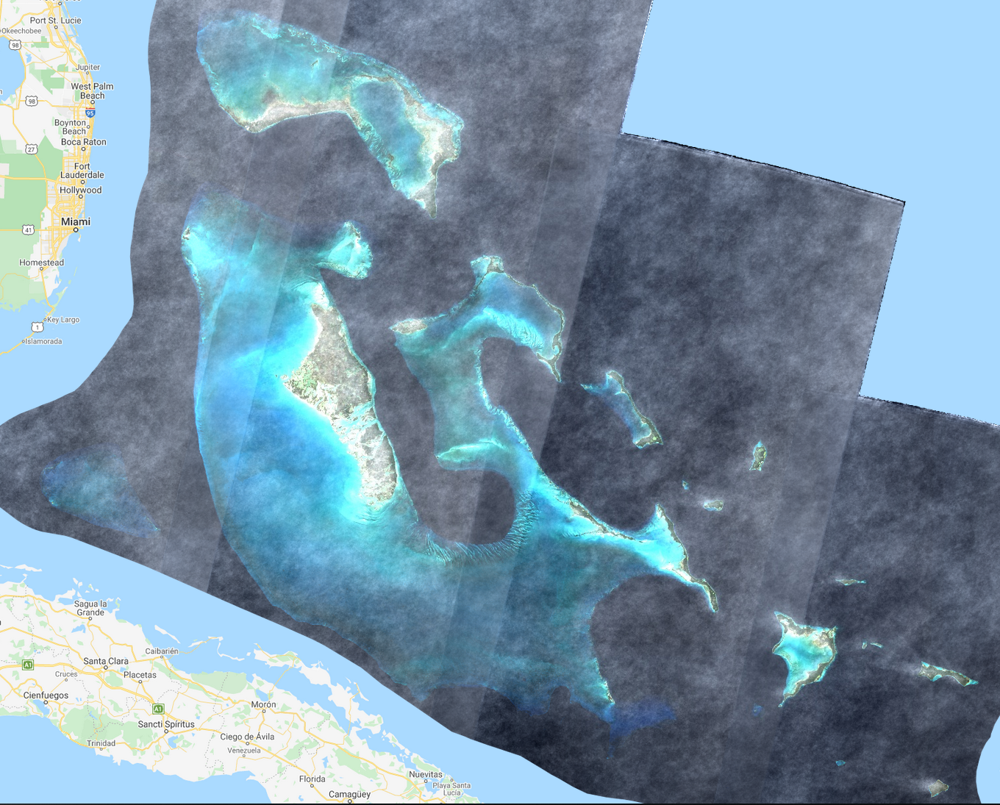 Port St. Lucie
Okeechobee
98
Jupiter
West Palm
Beach
98
95
Boynton
Beach
Boca Raton
27
Fort
Lauderdale
Hollywood
Miami
41
Homestead
Key Largo
1
Islamorada
Sagua la
Grande
Caibarién
Santa Clara
A1
Cruces
Placetas
Cienfuegos
Morón
A1
Sancti Spíritus
Ciego de Ávila
Trinidad
Venezuela
Nuevitas
Florida
Playa Santa
Lucía
Camagüey